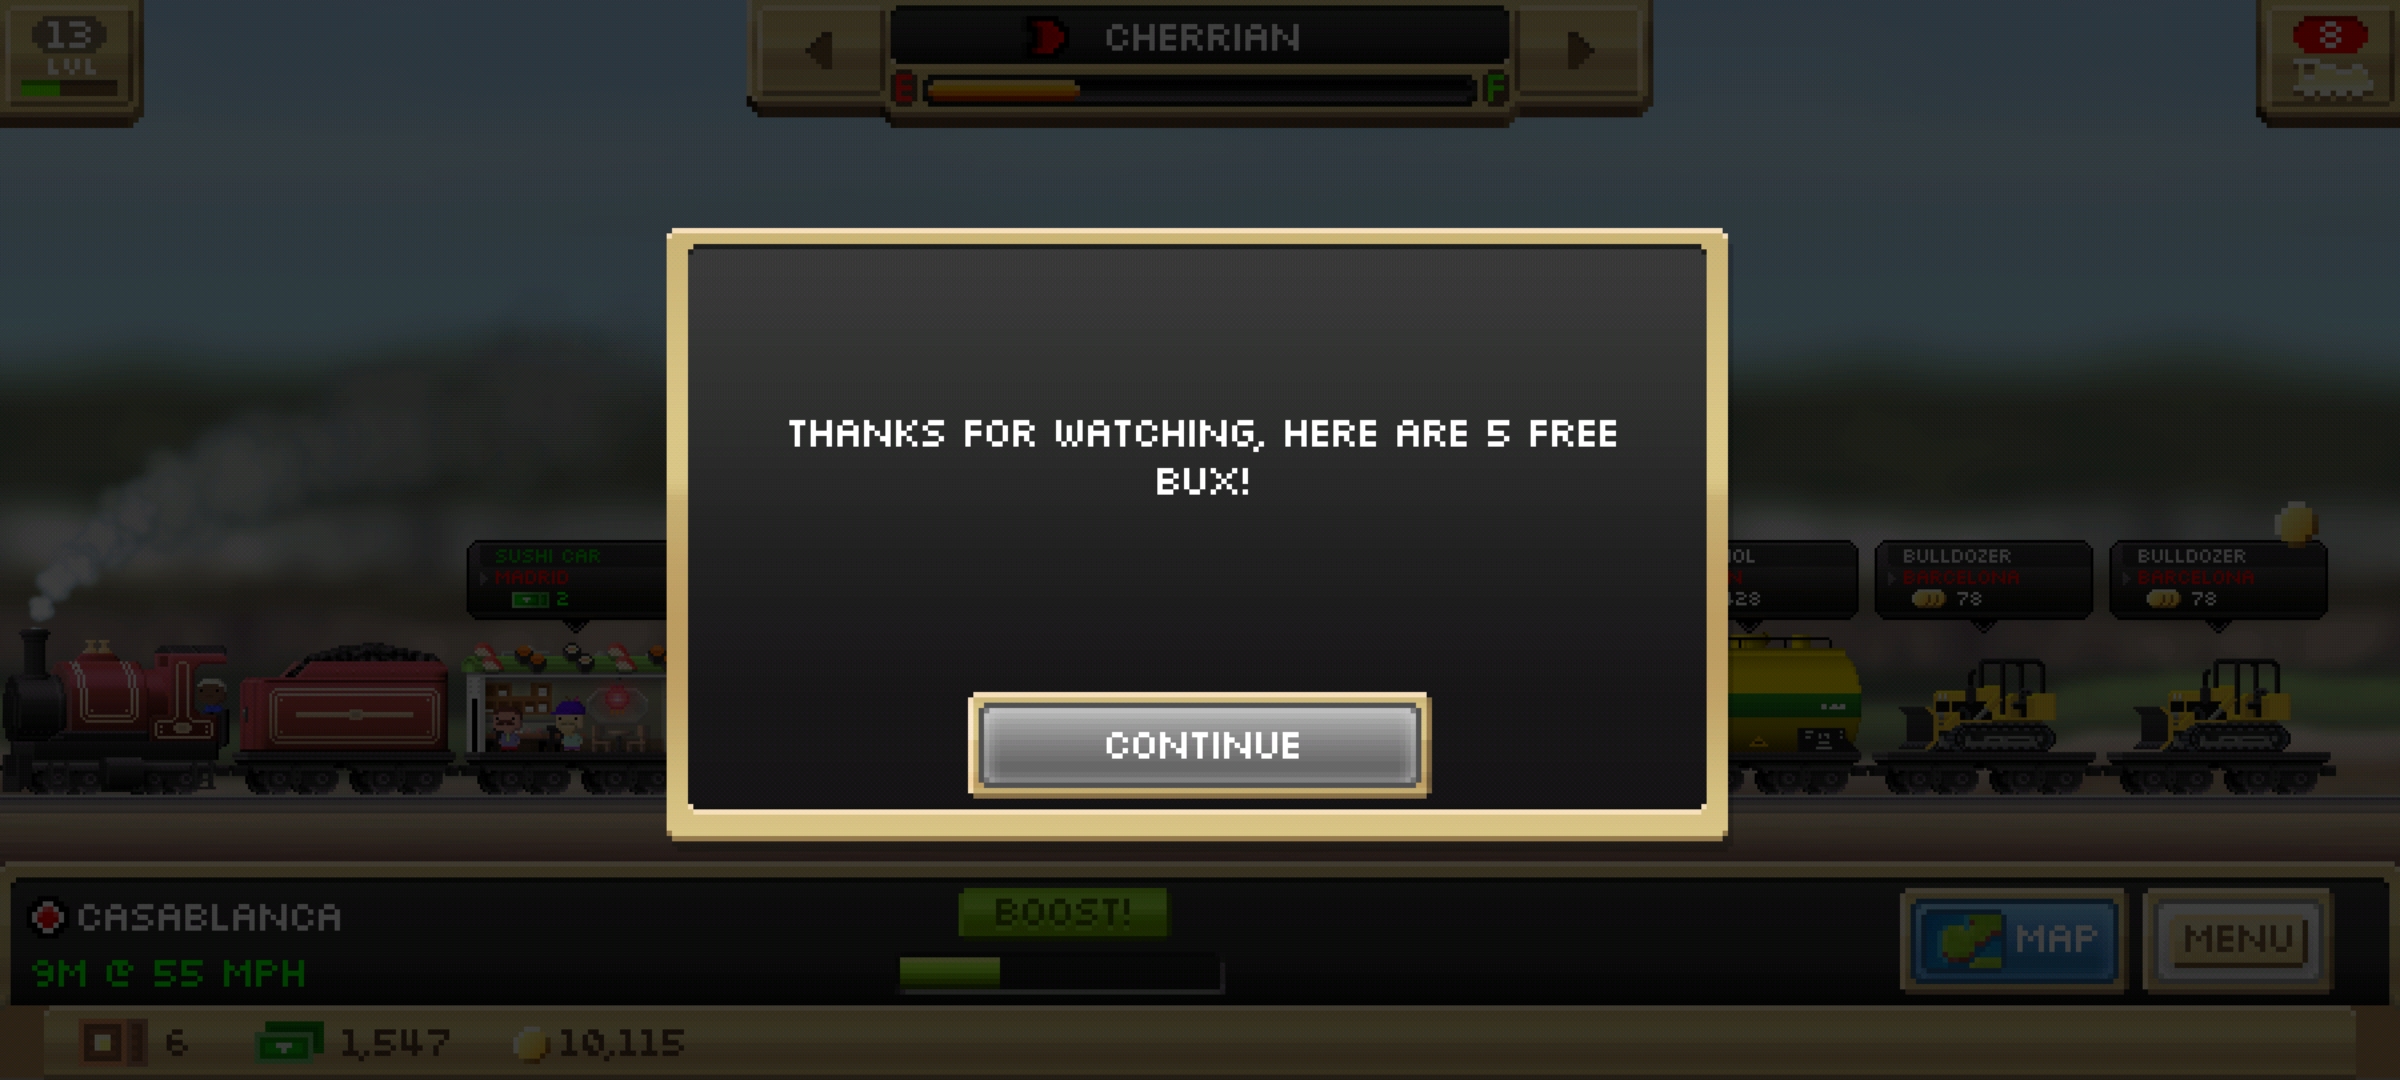 13
LVL
CHERRIAN
E F
8
THANKS FOR WATCHING, HERE ARE 5 FREE
BUX!
CONTINUE
SUSHI CAR
MADRID
2
BULLDOZER
BARCELONA
78
BULLDOZER
BARCELONA
78
CASABLANCA
9M @ 55 MPH
BOOST!
MAP
MENU
6 1,547 10,115